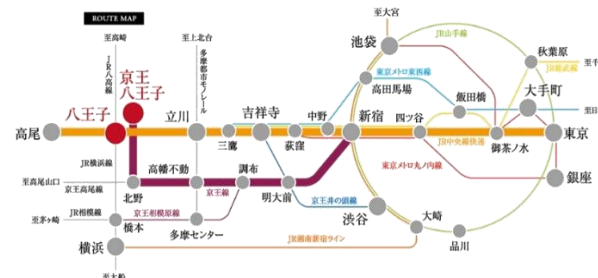 ROUTE MAP
至高崎
至上北台
至大宮
JR八高線
多摩都市モノレール
JR山手線
池袋
秋葉原
京王
八王子
東京メトロ東西線
JR総武線
至千
高田馬場
大手町
八王子
立川
吉祥寺
中野
新宿
四ツ谷
飯田橋
至日
高尾
三鷹
荻窪
JR中央線快速
御茶ノ水
東京
JR横浜線
高幡不動
調布
東京メトロ丸ノ内線
至高尾山口
京王高尾線
北野
京王線
明大前
京王井の頭線
銀座
至茅ヶ崎
JR相模線
京王相模原線
渋谷
橋本
多摩センター
大崎
横浜
JR湘南新宿ライン
品川